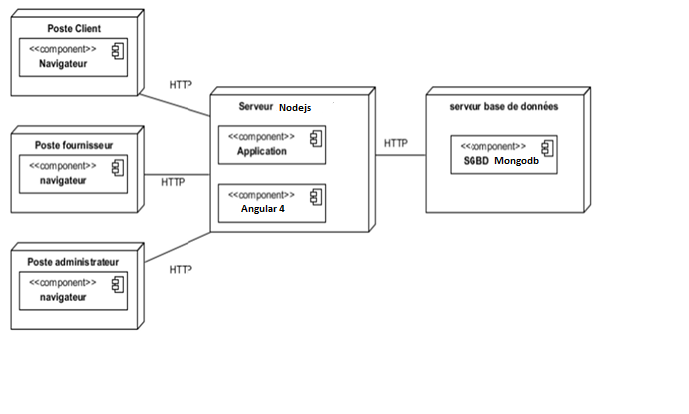 Poste Client
<<component>>
Navigateur
HTTP
Poste fournisseur
<<component>>
navigateur
HTTP
Poste administrateur
<<component>>
navigateur
HTTP
Serveur Nodejs
<<component>>
Application
<<component>>
Angular 4
HTTP
serveur base de données
<<component>>
SGBD Mongodb